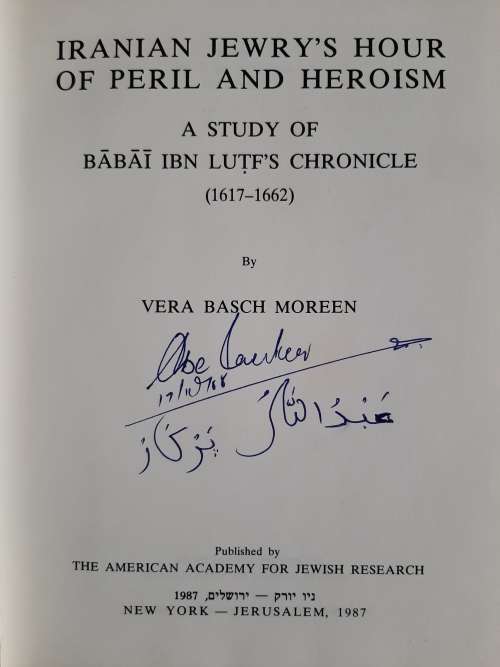 IRANIAN JEWRY'S HOUR
OF PERIL AND HEROISM
A STUDY OF
BĀBĀĪ IBN LUṬF'S CHRONICLE
(1617–1662)
By
VERA BASCH MOREEN
Published by
THE AMERICAN ACADEMY FOR JEWISH RESEARCH
ניו יורק — ירושלים, 1987
NEW YORK — JERUSALEM, 1987